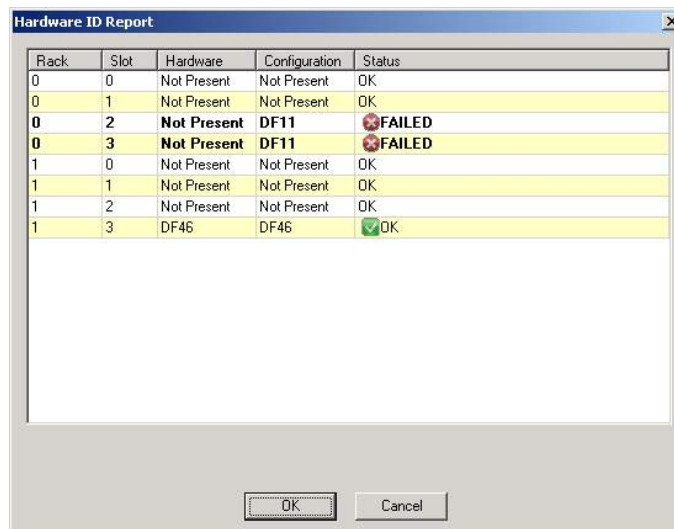 Hardware ID Report
Rack Slot Hardware Configuration Status
0 0 Not Present Not Present OK
0 1 Not Present Not Present OK
0 2 Not Present DF11 FAILED
0 3 Not Present DF11 FAILED
1 0 Not Present Not Present OK
1 1 Not Present Not Present OK
1 2 Not Present Not Present OK
1 3 DF46 DF46 OK
OK Cancel